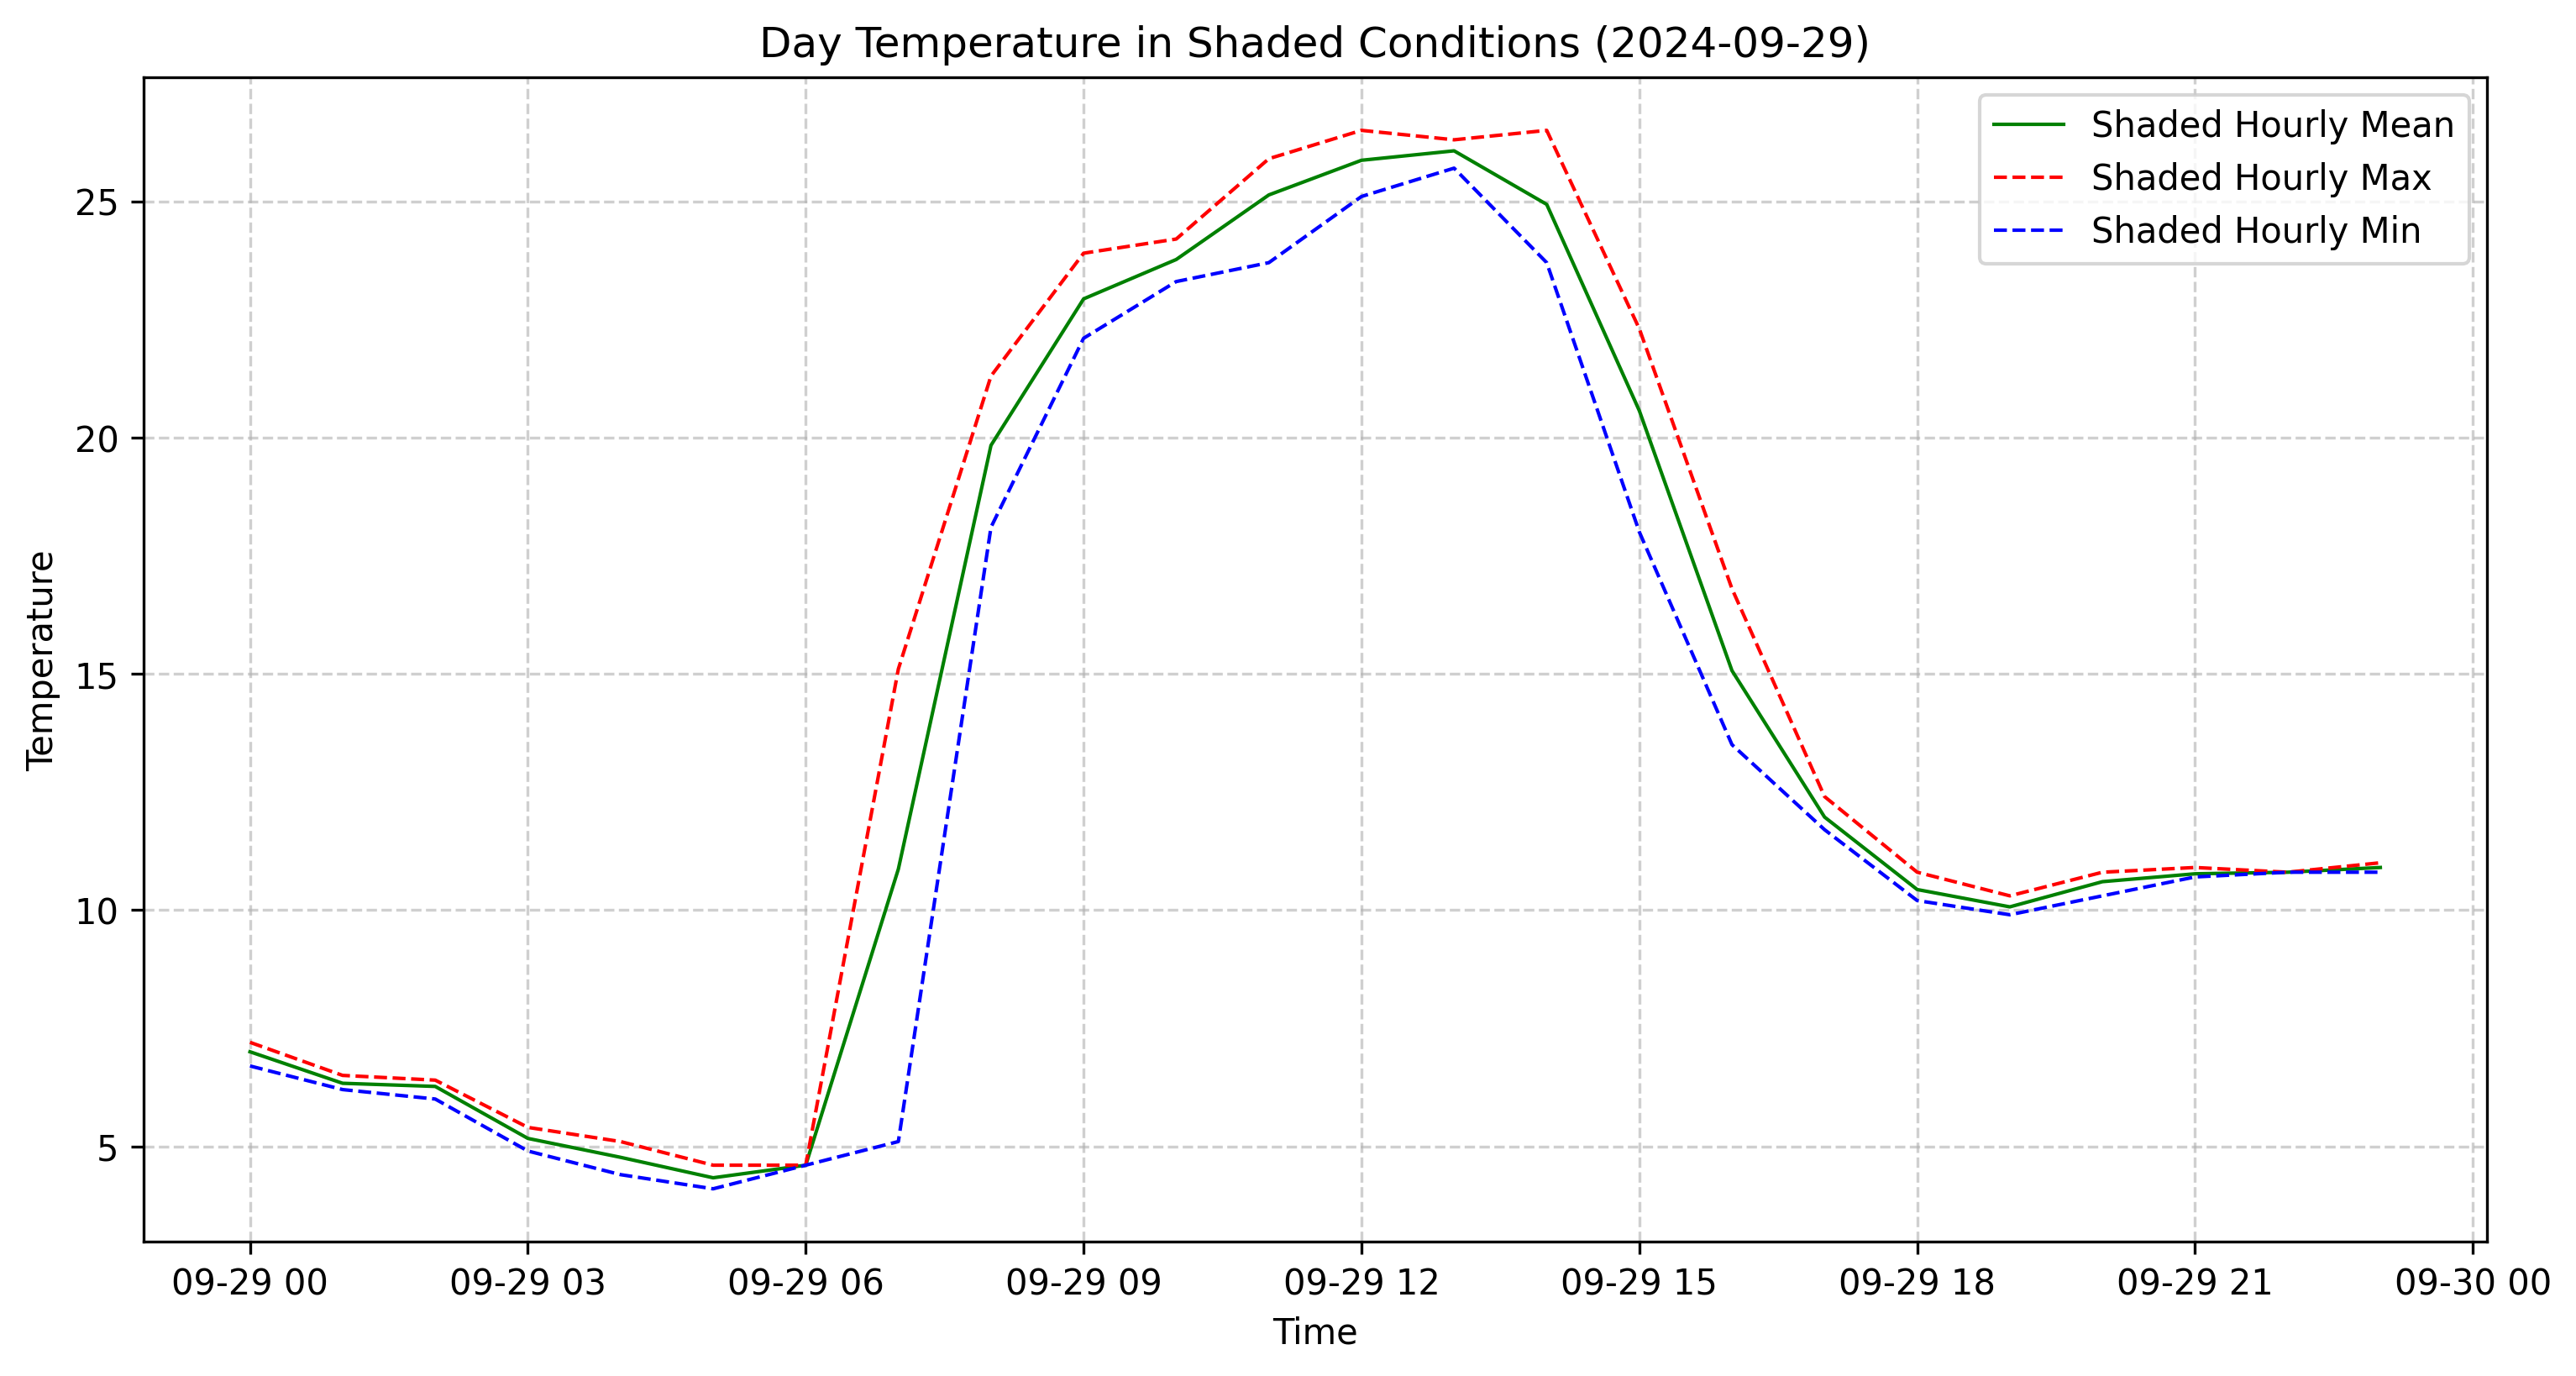 Day Temperature in Shaded Conditions (2024-09-29)
Shaded Hourly Mean
Shaded Hourly Max
Shaded Hourly Min
Temperature
25
20
15
10
5
09-29 00 09-29 03 09-29 06 09-29 09 09-29 12 09-29 15 09-29 18 09-29 21 09-30 00
Time